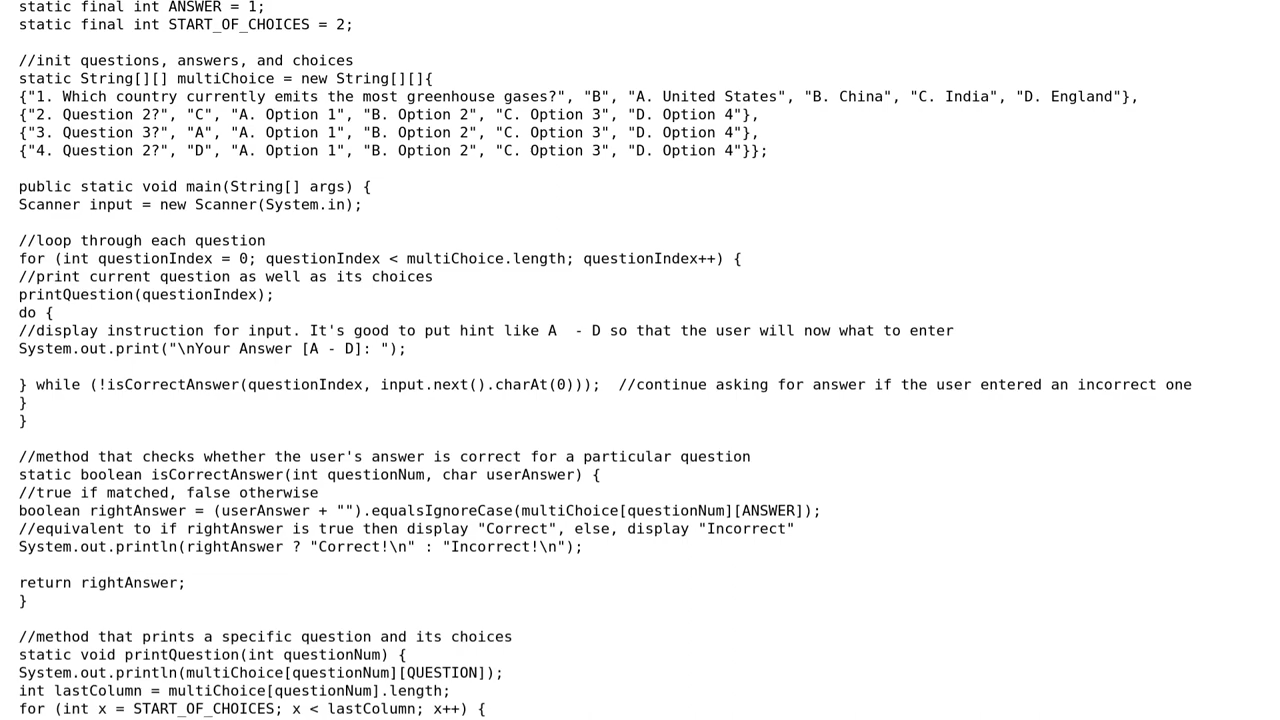 static final int ANSWER = 1;
static final int START_OF_CHOICES = 2;
//init questions, answers, and choices
static String[][] multiChoice = new String[][]{
{"1. Which country currently emits the most greenhouse gases?", "B", "A. United States", "B. China", "C. India", "D. England"},
{"2. Question 2?", "C", "A. Option 1", "B. Option 2", "C. Option 3", "D. Option 4"},
{"3. Question 3?", "A", "A. Option 1", "B. Option 2", "C. Option 3", "D. Option 4"},
{"4. Question 2?", "D", "A. Option 1", "B. Option 2", "C. Option 3", "D. Option 4"}};
public static void main(String[] args) {
Scanner input = new Scanner(System.in);
//loop through each question
for (int questionIndex = 0; questionIndex < multiChoice.length; questionIndex++) {
//print current question as well as its choices
printQuestion(questionIndex);
do {
//display instruction for input. It's good to put hint like A  - D so that the user will now what to enter
System.out.print("\nYour Answer [A - D]: ");
} while (!isCorrectAnswer(questionIndex, input.next().charAt(0)));  //continue asking for answer if the user entered an incorrect one
}
}
//method that checks whether the user's answer is correct for a particular question
static boolean isCorrectAnswer(int questionNum, char userAnswer) {
//true if matched, false otherwise
boolean rightAnswer = (userAnswer + "").equalsIgnoreCase(multiChoice[questionNum][ANSWER]);
//equivalent to if rightAnswer is true then display "Correct", else, display "Incorrect"
System.out.println(rightAnswer ? "Correct!\n" : "Incorrect!\n");
return rightAnswer;
}
//method that prints a specific question and its choices
static void printQuestion(int questionNum) {
System.out.println(multiChoice[questionNum][QUESTION]);
int lastColumn = multiChoice[questionNum].length;
for (int x = START_OF_CHOICES; x < lastColumn; x++) {